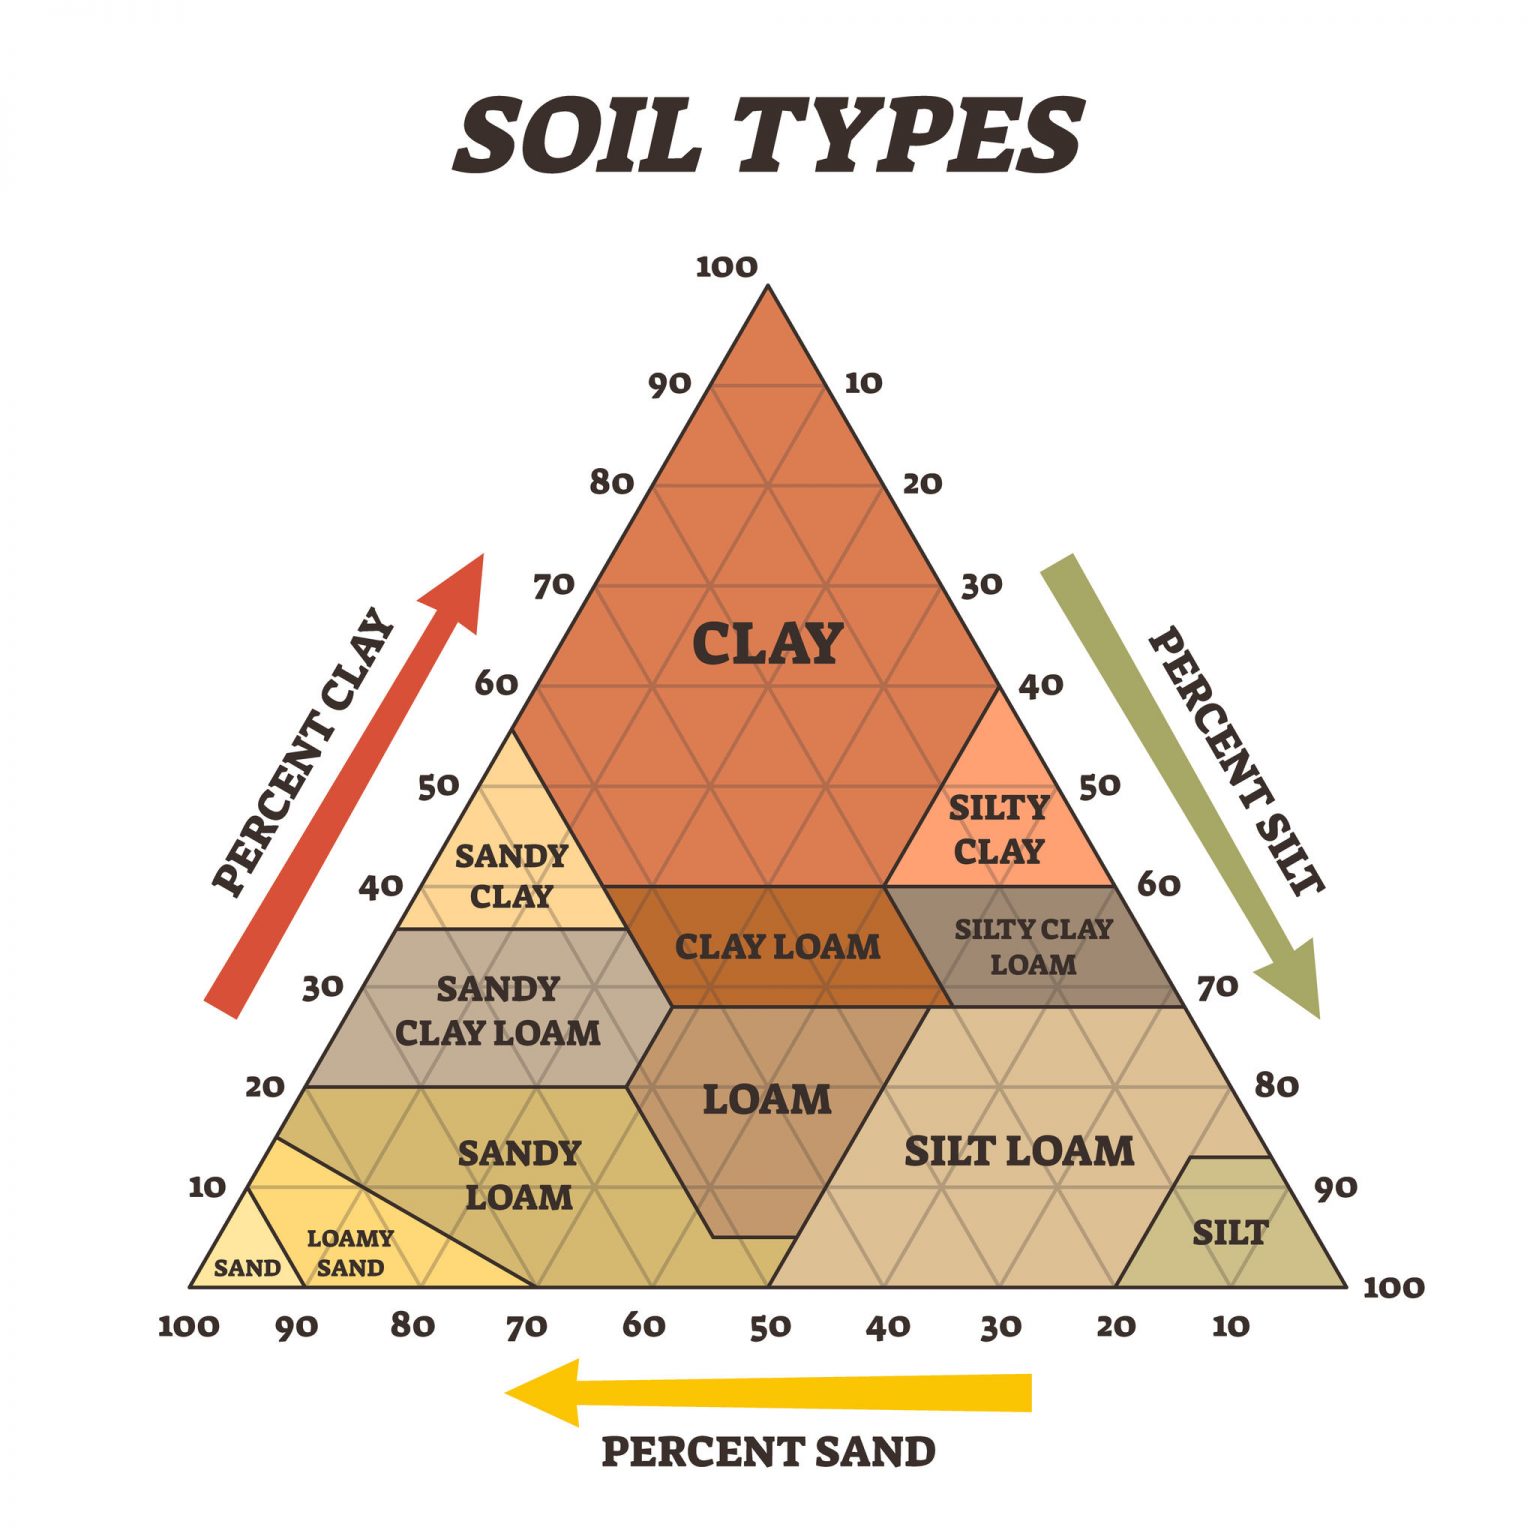 SOIL TYPES
100
90
10
80
20
70
30
CLAY
60
40
50
50
SILTY
CLAY
SANDY
CLAY
40
60
CLAY LOAM
SILTY CLAY
LOAM
30
70
SANDY
CLAY LOAM
20
80
LOAM
SANDY
LOAM
SILT LOAM
10
90
SILT
LOAMY
SAND
SAND
100
100
90
80
70
60
50
40
30
20
10
PERCENT CLAY
PERCENT SILT
PERCENT SAND